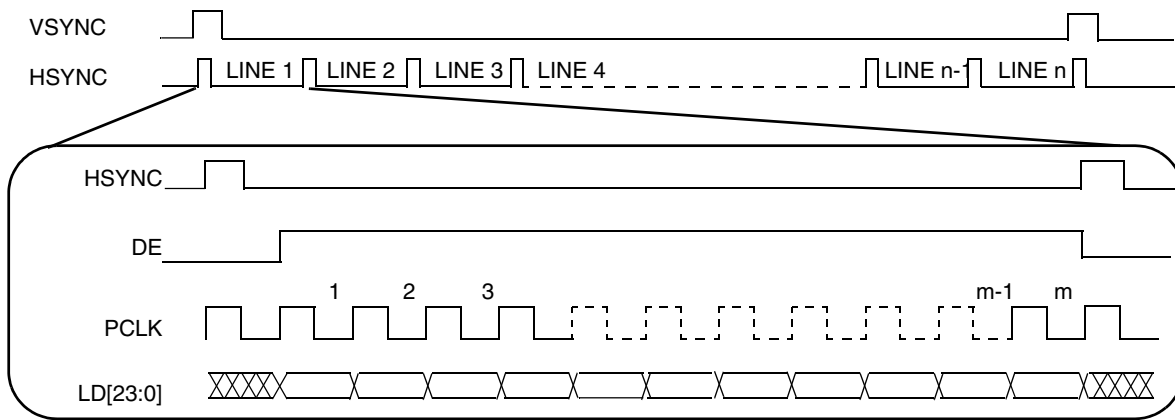 VSYNC
HSYNC LINE 1 LINE 2 LINE 3 LINE 4 LINE n-1 LINE n
HSYNC
DE
1 2 3 m-1 m
PCLK
LD[23:0]